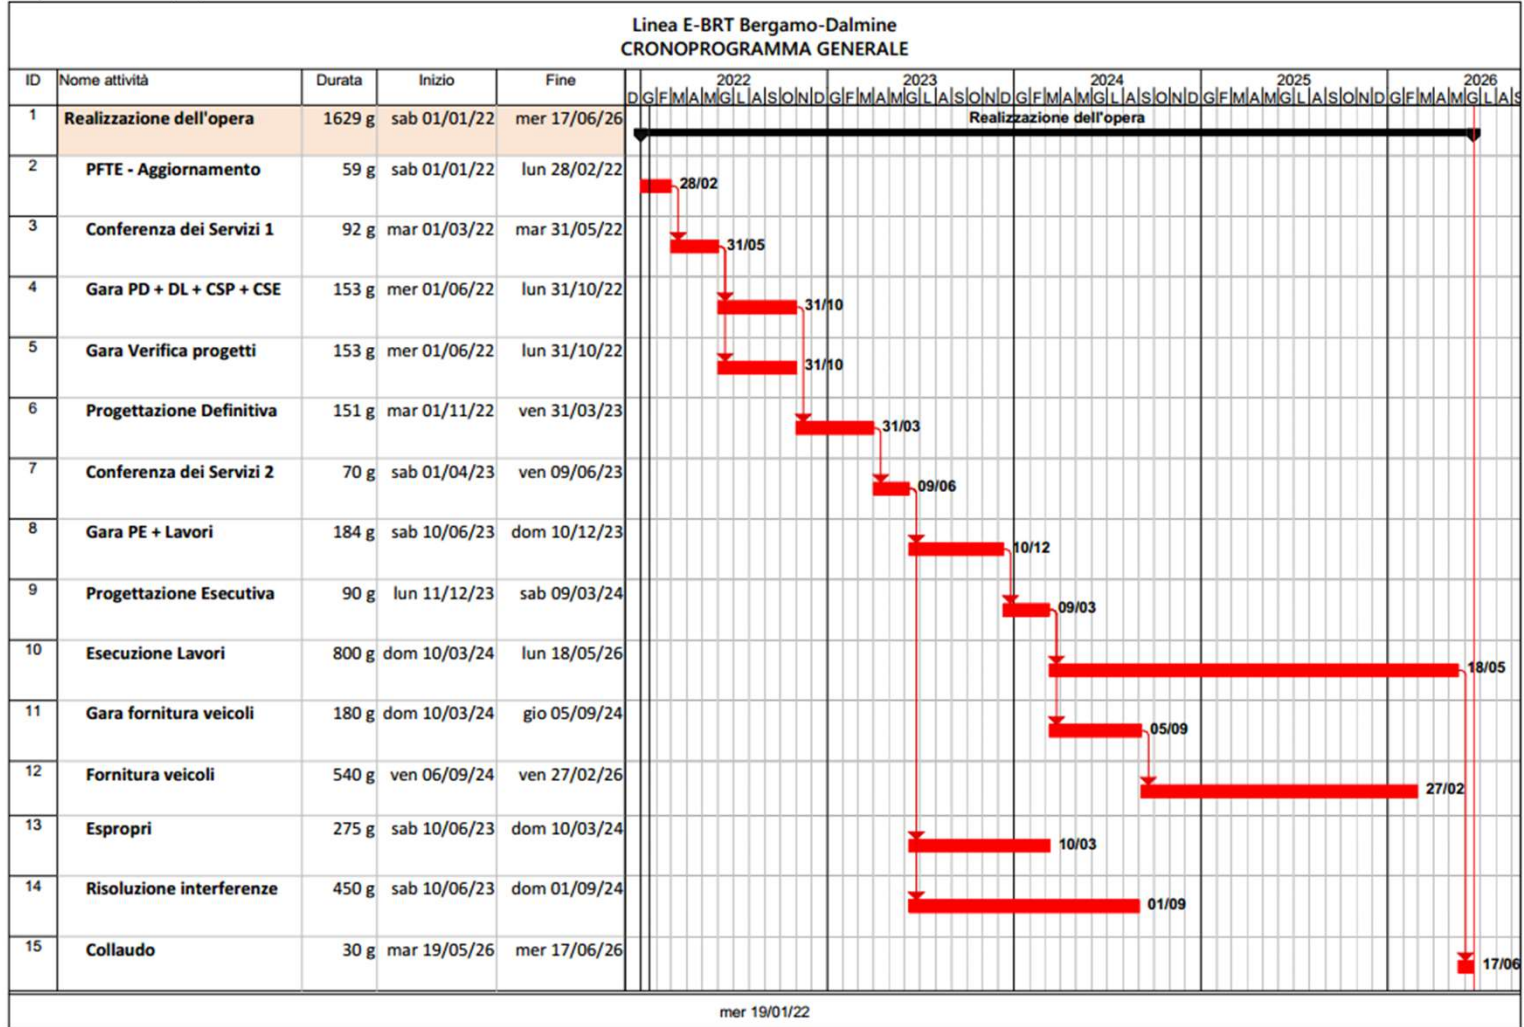 Linea E-BRT Bergamo-Dalmine
CRONOPROGRAMMA GENERALE
ID Nome attività Durata Inizio Fine 2022 2023 2024 2025 2026
D G F M A M G L A S O N D G F M A M G L A S O N D G F M A M G L A S O N D G F M A M G L A S O N D G F M A M G L A S
1 Realizzazione dell'opera 1629 g sab 01/01/22 mer 17/06/26 Realizzazione dell'opera
2 PFTE - Aggiornamento 59 g sab 01/01/22 lun 28/02/22 28/02
3 Conferenza dei Servizi 1 92 g mar 01/03/22 mar 31/05/22 31/05
4 Gara PD + DL + CSP + CSE 153 g mer 01/06/22 lun 31/10/22 31/10
5 Gara Verifica progetti 153 g mer 01/06/22 lun 31/10/22 31/10
6 Progettazione Definitiva 151 g mar 01/11/22 ven 31/03/23 31/03
7 Conferenza dei Servizi 2 70 g sab 01/04/23 ven 09/06/23 09/06
8 Gara PE + Lavori 184 g sab 10/06/23 dom 10/12/23 10/12
9 Progettazione Esecutiva 90 g lun 11/12/23 sab 09/03/24 09/03
10 Esecuzione Lavori 800 g dom 10/03/24 lun 18/05/26 18/05
11 Gara fornitura veicoli 180 g dom 10/03/24 gio 05/09/24 05/09
12 Fornitura veicoli 540 g ven 06/09/24 ven 27/02/26 27/02
13 Espropri 275 g sab 10/06/23 dom 10/03/24 10/03
14 Risoluzione interferenze 450 g sab 10/06/23 dom 01/09/24 01/09
15 Collaudo 30 g mar 19/05/26 mer 17/06/26 17/06
mer 19/01/22